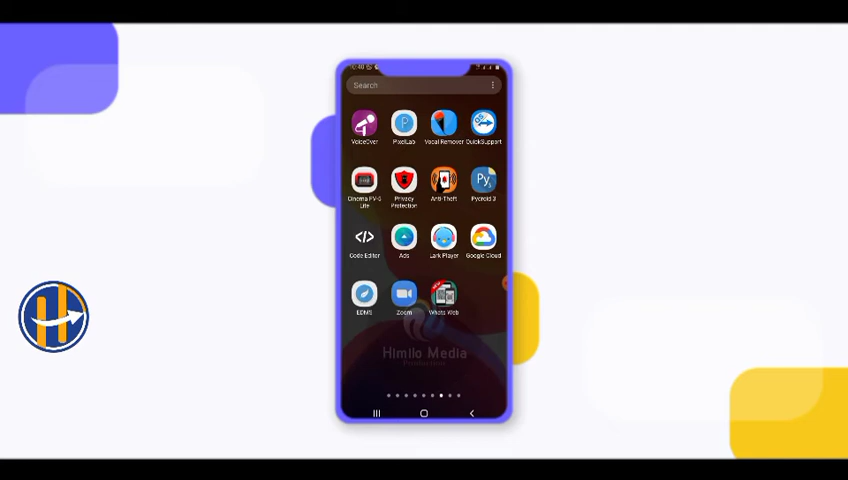 Search
VoiceOver
PixelLab
Vocal Remover
QuickSupport
Cinema FV-5 Lite
Privacy Protection
Anti-Theft
Py
Pydroid 3
Code Editor
Ads
Lark Player
Google Cloud
EDMS
Zoom
Whats Web
Himilo Media